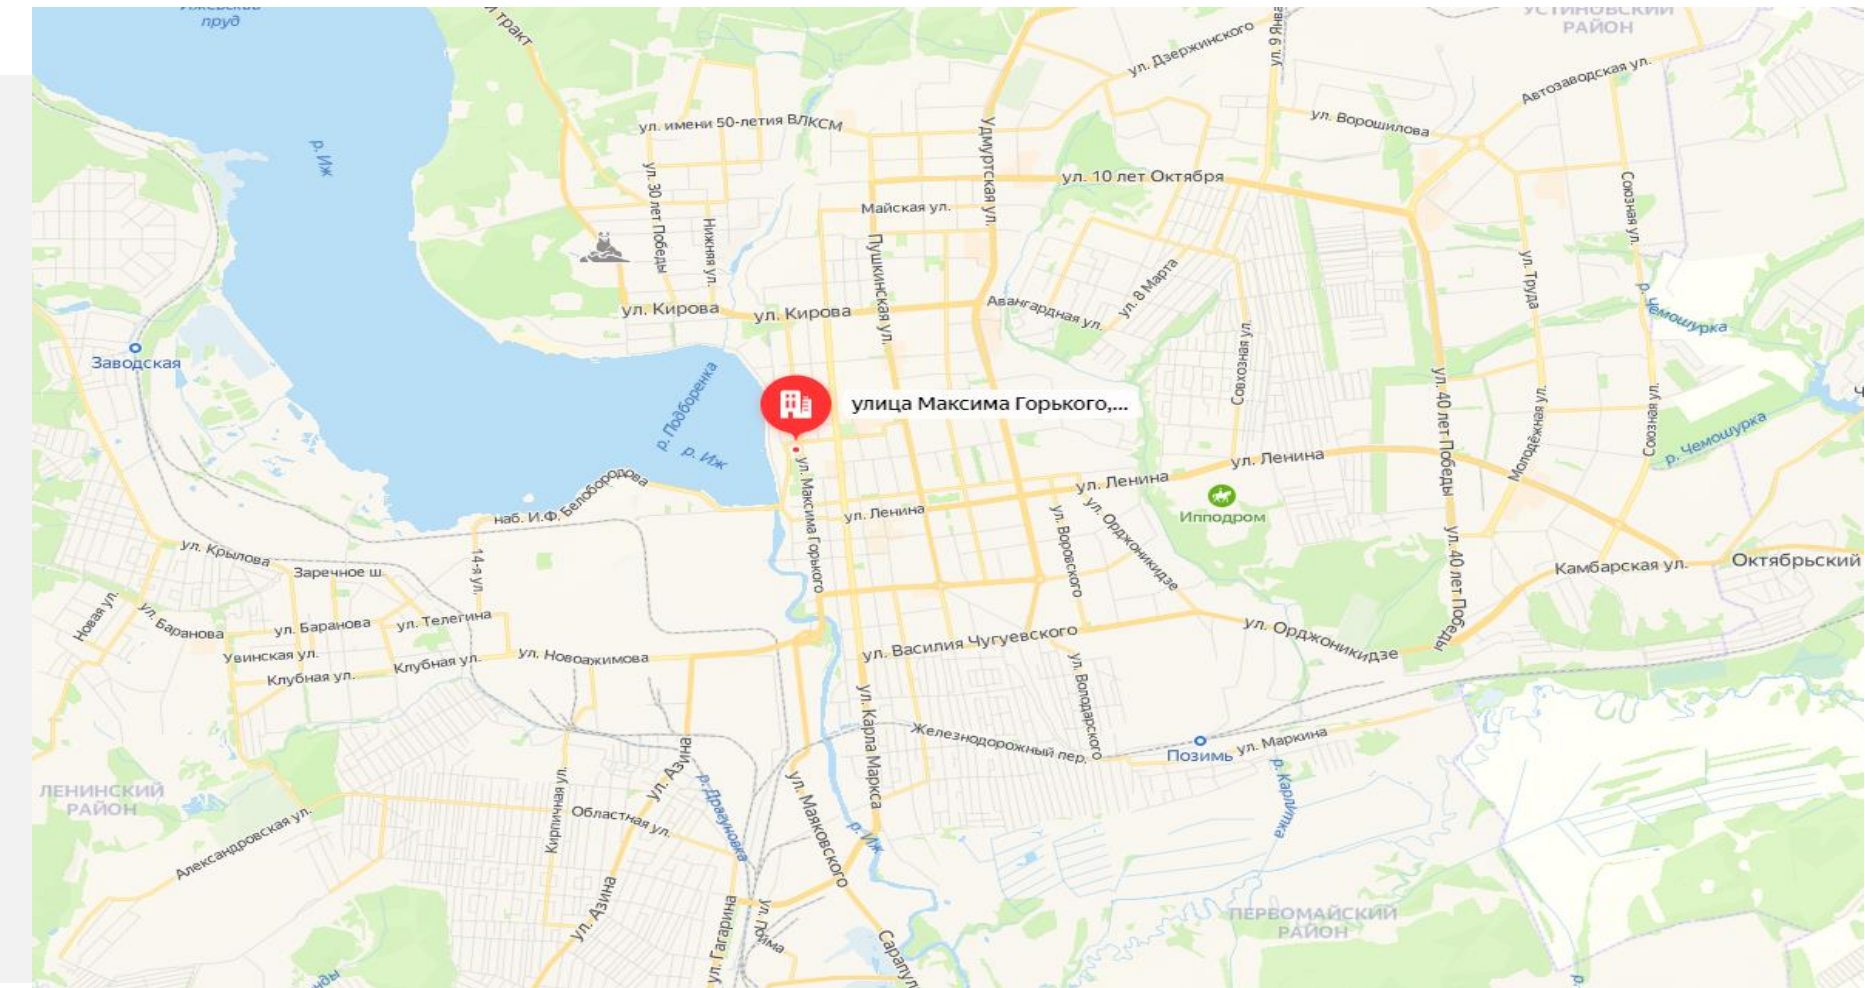 Ижевский
пруд
й тракт
УСТИНОВСКИЙ
РАЙОН
ул. Дзержинского
ул. 9 Янва
Автозаводская ул.
ул. имени 50-летия ВЛКСМ
ул. Ворошилова
Удмуртская ул.
р. Иж
ул. 30 лет Победы
ул. 10 лет Октября
Союзная ул.
Майская ул.
Нижняя ул.
Пушкинская ул.
ул. 8 Марта
ул. Труда
р. Чемошурка
ул. Кирова
ул. Кирова
Авангардная ул.
Заводская
Совхозная ул.
р. Подборенка
р. Иж
улица Максима Горького,...
ул. 40 лет Победы
Молодёжная ул.
Союзная ул.
р. Чемошурка
Ч
ул. Ленина
ул. Ленина
ул. Ленина
наб. И.Ф. Белобородова
ул. Максима Горького
Ипподром
ул. Воровского
ул. Орджоникидзе
ул. 40 лет Победы
ул. Крылова
Заречное ш.
14-я ул.
Камбарская ул.
Октябрьский
Новая ул.
ул. Баранова
ул. Баранова
ул. Телегина
ул. Василия Чугуевского
ул. Орджоникидзе
Увинская ул.
Клубная ул.
Клубная ул.
ул. Новоажимова
ул. Карла Маркса
ул. Володарского
Железнодорожный пер.
Позимь
ул. Маркина
р. Карлутка
ЛЕНИНСКИЙ
РАЙОН
Александровская ул.
Кирпичная ул.
ул. Азина
р. Драгуновка
Областная ул.
ул. Маяковского
р. Иж
ул. Азина
ул. Гагарина
ул. Пойма
Сарапул
ПЕРВОМАЙСКИЙ
РАЙОН
р.